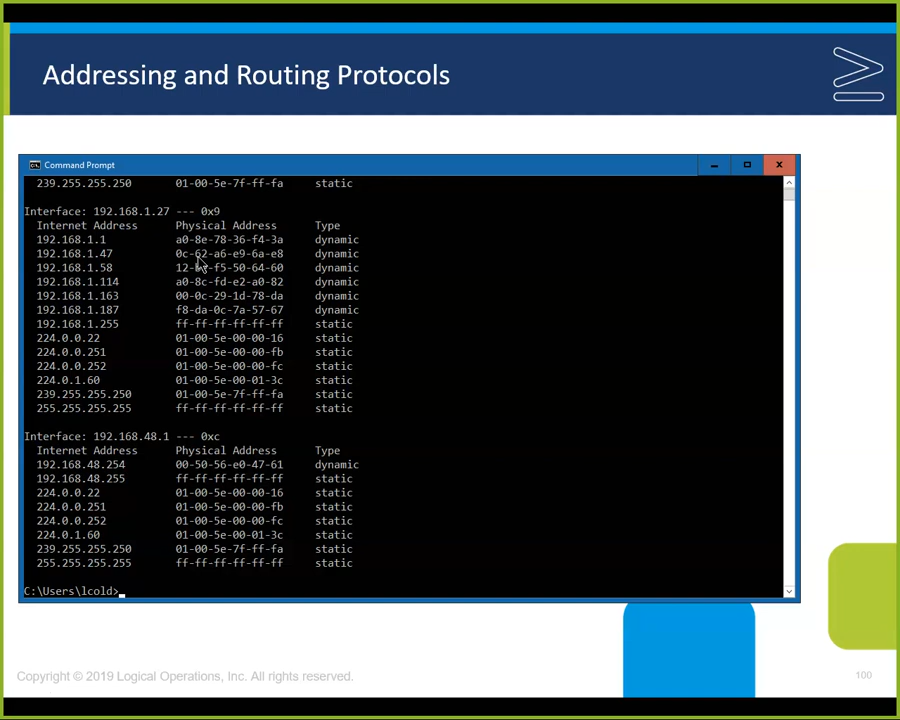 Addressing and Routing Protocols
Command Prompt
239.255.255.250 01-00-5e-7f-ff-fa static
Interface: 192.168.1.27 --- 0x9
Internet Address Physical Address Type
192.168.1.1 a0-8e-78-36-f4-3a dynamic
192.168.1.47 0c-62-a6-e9-6a-e8 dynamic
192.168.1.58 dynamic
192.168.1.114 a0-8c-fd-e2-a0-82 dynamic
192.168.1.163 00-0c-29-1d-78-da dynamic
192.168.1.187 f8-da-0c-7a-57-67 dynamic
192.168.1.255 ff-ff-ff-ff-ff-ff static
224.0.0.22 01-00-5e-00-00-16 static
224.0.0.251 01-00-5e-00-00-fb static
224.0.0.252 01-00-5e-00-00-fc static
224.0.1.60 01-00-5e-00-01-3c static
239.255.255.250 01-00-5e-7f-ff-fa static
255.255.255.255 ff-ff-ff-ff-ff-ff static
Interface: 192.168.48.1 --- 0xc
Internet Address Physical Address Type
192.168.48.254 00-50-56-e0-47-61 dynamic
192.168.48.255 ff-ff-ff-ff-ff-ff static
224.0.0.22 01-00-5e-00-00-16 static
224.0.0.251 01-00-5e-00-00-fb static
224.0.0.252 01-00-5e-00-00-fc static
224.0.1.60 01-00-5e-00-01-3c static
239.255.255.250 01-00-5e-7f-ff-fa static
255.255.255.255 ff-ff-ff-ff-ff-ff static
C:\Users\lcold>
Copyright © 2019 Logical Operations, Inc. All rights reserved.
100